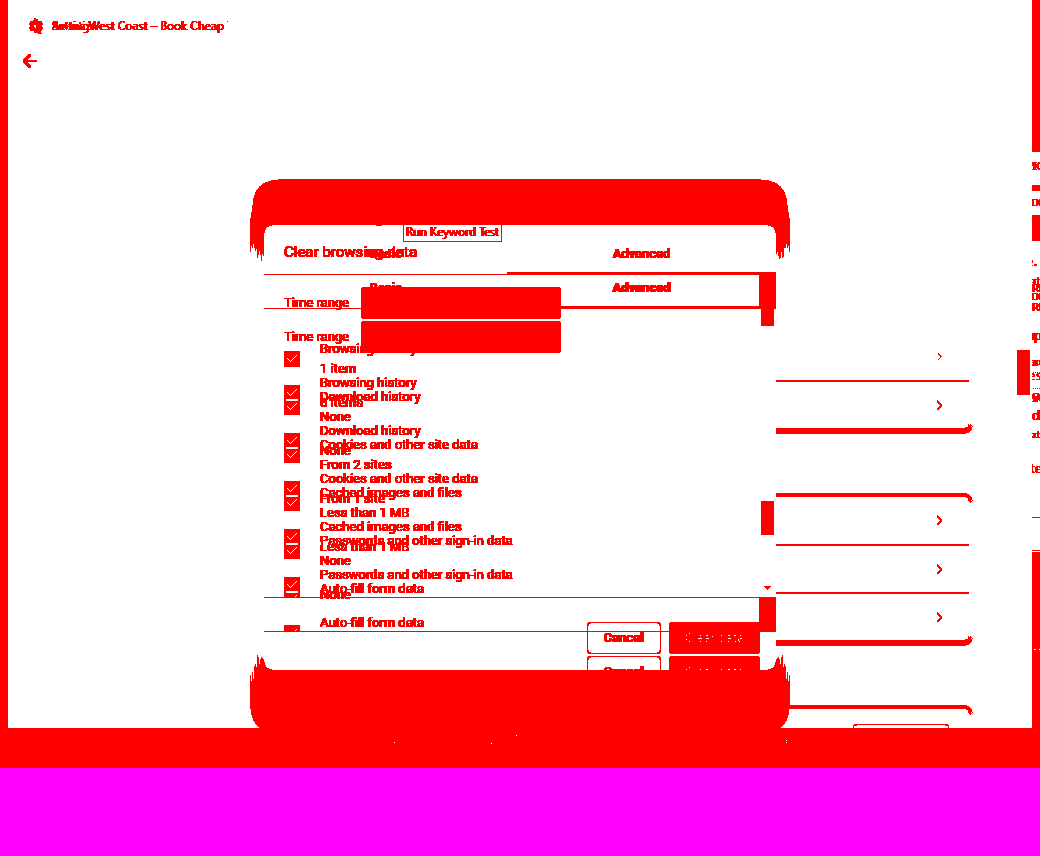 West Coast – Book Cheap
Run Keyword Test
Clear browsing data
Advanced
Basic Advanced
Time range
Time range
Browsing history
1 item
Browsing history
Download history
items
None
Download history
Cookies and other site data
None
From 2 sites
Cookies and other site data
Cached images and files
From 1 site
Less than 1 MB
Cached images and files
Passwords and other sign-in data
Less than 1 MB
None
Passwords and other sign-in data
Auto-fill form data
None
Auto-fill form data
Cancel Clear data
Cancel